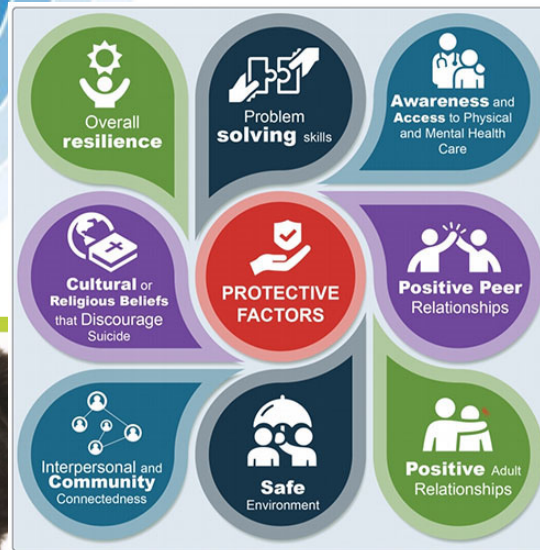 Overall
resilience
Problem
solving skills
Awareness and
Access to Physical
and Mental Health
Care
Cultural or
Religious Beliefs
that Discourage
Suicide
PROTECTIVE
FACTORS
Positive Peer
Relationships
Interpersonal and
Community
Connectedness
Safe
Environment
Positive Adult
Relationships